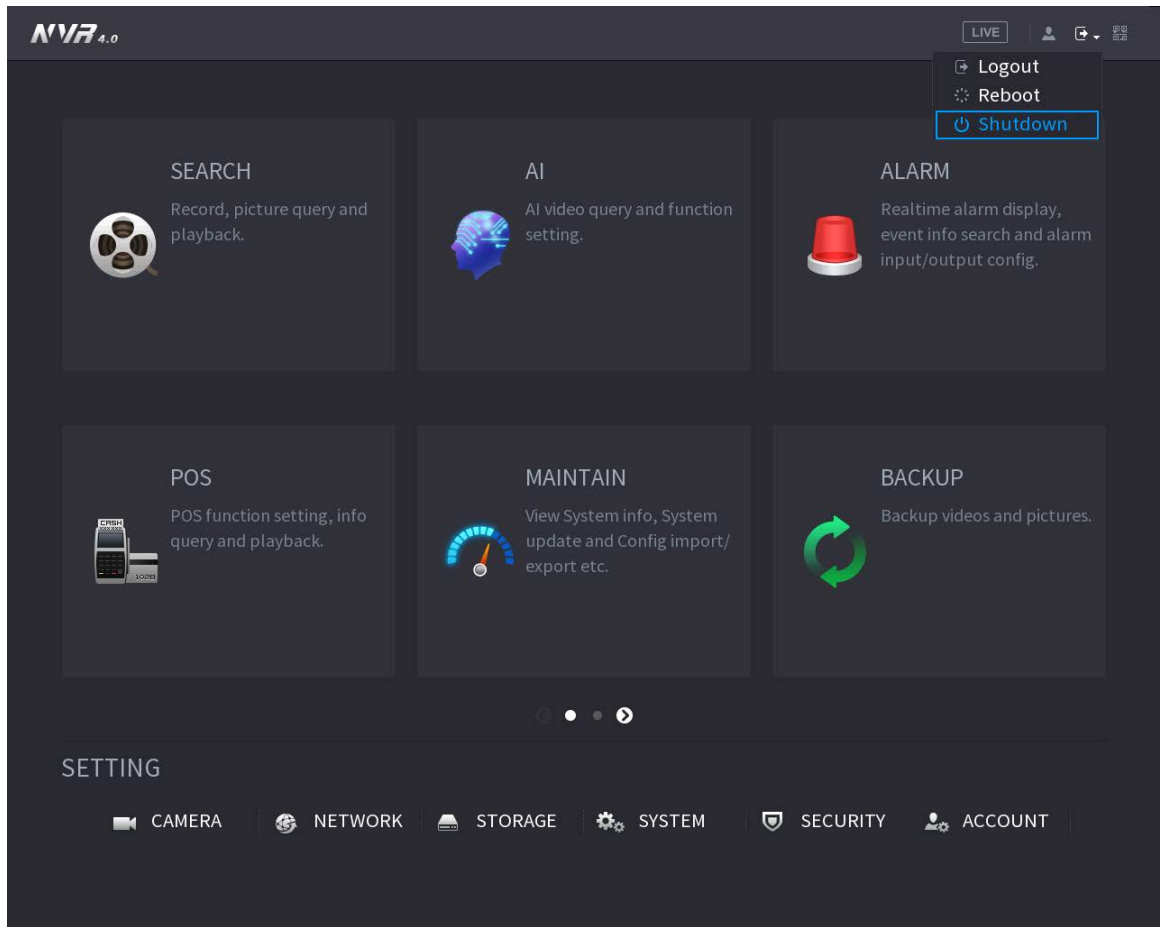 NVR 4.0
LIVE
Logout
Reboot
Shutdown
SEARCH
Record, picture query and
playback.
AI
AI video query and function
setting.
ALARM
Realtime alarm display,
event info search and alarm
input/output config.
POS
POS function setting, info
query and playback.
CASH
MAINTAIN
View System info, System
update and Config import/
export etc.
BACKUP
Backup videos and pictures.
SETTING
CAMERA
NETWORK
STORAGE
SYSTEM
SECURITY
ACCOUNT